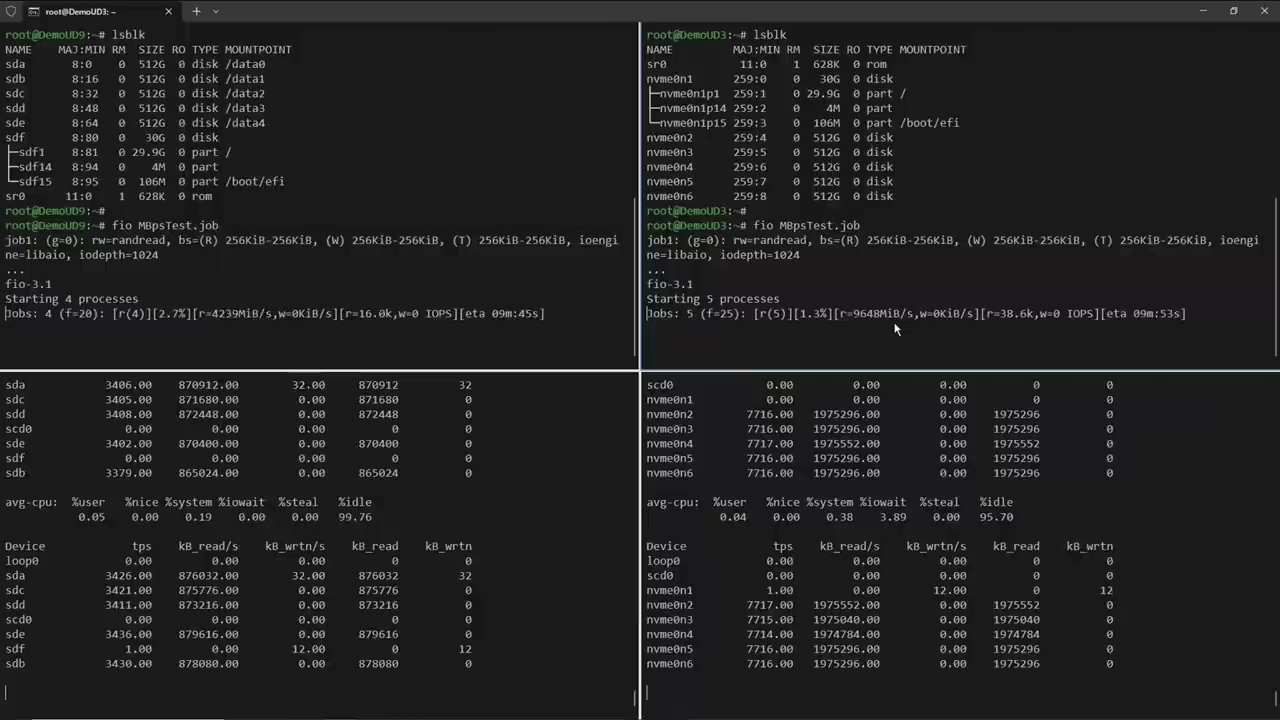 root@DemoUD3: ~
root@DemoUD9:~# lsblk
NAME MAJ:MIN RM SIZE RO TYPE MOUNTPOINT
sda 8:0 0 512G 0 disk /data0
sdb 8:16 0 512G 0 disk /data1
sdc 8:32 0 512G 0 disk /data2
sdd 8:48 0 512G 0 disk /data3
sde 8:64 0 512G 0 disk /data4
sdf 8:80 0 30G 0 disk
├─sdf1 8:81 0 29.9G 0 part /
├─sdf14 8:94 0 4M 0 part
└─sdf15 8:95 0 106M 0 part /boot/efi
sr0 11:0 1 628K 0 rom
root@DemoUD9:~#
root@DemoUD9:~# fio MBpsTest.job
job1: (g=0): rw=randread, bs=(R) 256KiB-256KiB, (W) 256KiB-256KiB, (T) 256KiB-256KiB, ioengi
ne=libaio, iodepth=1024
...
fio-3.1
Starting 4 processes
Jobs: 4 (f=20): [r(4)][2.7%][r=4239MiB/s,w=0KiB/s][r=16.0k,w=0 IOPS][eta 09m:45s]
root@DemoUD3:~# lsblk
NAME MAJ:MIN RM SIZE RO TYPE MOUNTPOINT
sr0 11:0 1 628K 0 rom
nvme0n1 259:0 0 30G 0 disk
├─nvme0n1p1 259:1 0 29.9G 0 part /
├─nvme0n1p14 259:2 0 4M 0 part
└─nvme0n1p15 259:3 0 106M 0 part /boot/efi
nvme0n2 259:4 0 512G 0 disk
nvme0n3 259:5 0 512G 0 disk
nvme0n4 259:6 0 512G 0 disk
nvme0n5 259:7 0 512G 0 disk
nvme0n6 259:8 0 512G 0 disk
root@DemoUD3:~#
root@DemoUD3:~# fio MBpsTest.job
job1: (g=0): rw=randread, bs=(R) 256KiB-256KiB, (W) 256KiB-256KiB, (T) 256KiB-256KiB, ioengi
ne=libaio, iodepth=1024
...
fio-3.1
Starting 5 processes
Jobs: 5 (f=25): [r(5)][1.3%][r=9648MiB/s,w=0KiB/s][r=38.6k,w=0 IOPS][eta 09m:53s]
sda 3406.00 870912.00 32.00 870912 32
sdc 3405.00 871680.00 0.00 871680 0
sdd 3408.00 872448.00 0.00 872448 0
scd0 0.00 0.00 0.00 0 0
sde 3402.00 870400.00 0.00 870400 0
sdf 0.00 0.00 0.00 0 0
sdb 3379.00 865024.00 0.00 865024 0
avg-cpu: %user %nice %system %iowait %steal %idle
0.05 0.00 0.19 0.00 0.00 99.76
Device tps kB_read/s kB_wrtn/s kB_read kB_wrtn
loop0 0.00 0.00 0.00 0 0
sda 3426.00 876032.00 32.00 876032 32
sdc 3421.00 875776.00 0.00 875776 0
sdd 3411.00 873216.00 0.00 873216 0
scd0 0.00 0.00 0.00 0 0
sde 3436.00 879616.00 0.00 879616 0
sdf 1.00 0.00 12.00 0 12
sdb 3430.00 878080.00 0.00 878080 0
scd0 0.00 0.00 0.00 0 0
nvme0n1 0.00 0.00 0.00 0 0
nvme0n2 7716.00 1975296.00 0.00 1975296 0
nvme0n3 7716.00 1975296.00 0.00 1975296 0
nvme0n4 7717.00 1975552.00 0.00 1975552 0
nvme0n5 7716.00 1975296.00 0.00 1975296 0
nvme0n6 7716.00 1975296.00 0.00 1975296 0
avg-cpu: %user %nice %system %iowait %steal %idle
0.04 0.00 0.38 3.89 0.00 95.70
Device tps kB_read/s kB_wrtn/s kB_read kB_wrtn
loop0 0.00 0.00 0.00 0 0
scd0 0.00 0.00 0.00 0 0
nvme0n1 1.00 0.00 12.00 0 12
nvme0n2 7717.00 1975552.00 0.00 1975552 0
nvme0n3 7715.00 1975040.00 0.00 1975040 0
nvme0n4 7714.00 1974784.00 0.00 1974784 0
nvme0n5 7716.00 1975296.00 0.00 1975296 0
nvme0n6 7716.00 1975296.00 0.00 1975296 0